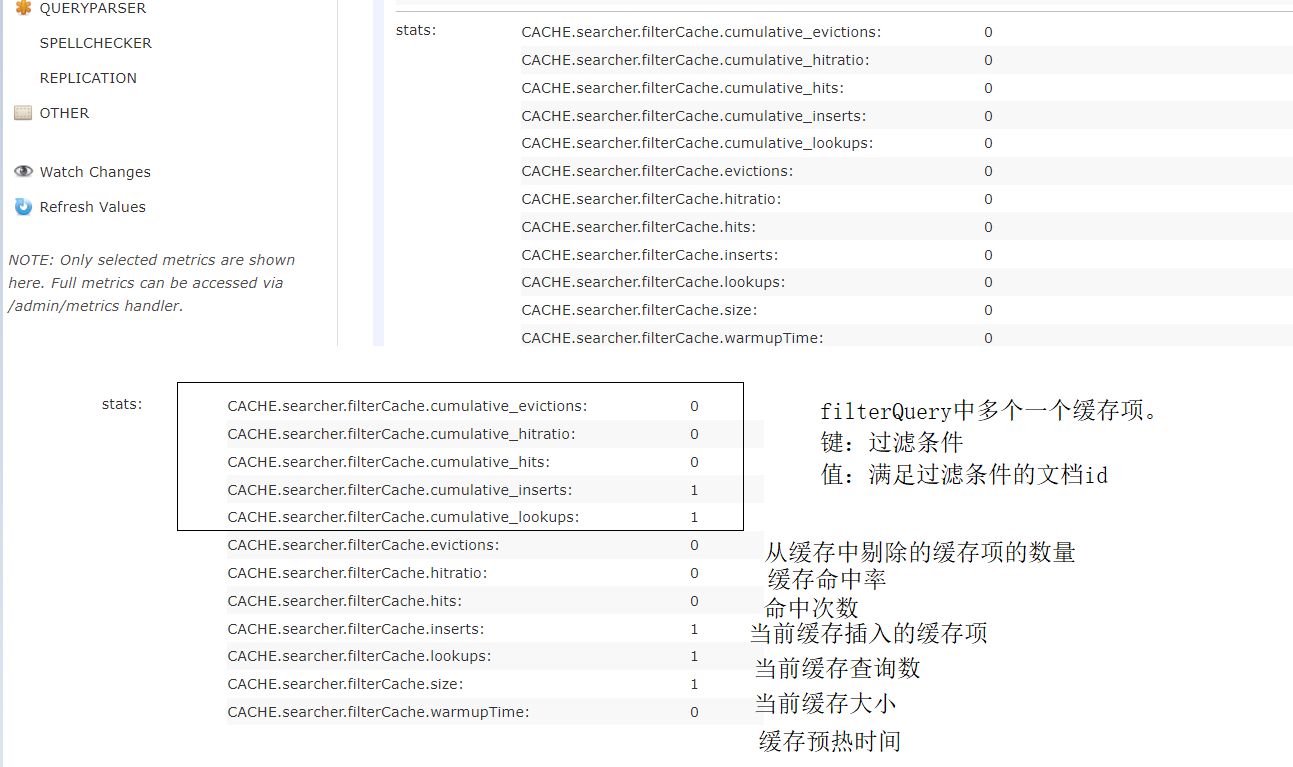 QUERYPARSER
SPELLCHECKER
REPLICATION
OTHER
Watch Changes
Refresh Values
NOTE: Only selected metrics are shown
here. Full metrics can be accessed via
/admin/metrics handler.
stats:
CACHE.searcher.filterCache.cumulative_evictions: 0
CACHE.searcher.filterCache.cumulative_hitratio: 0
CACHE.searcher.filterCache.cumulative_hits: 0
CACHE.searcher.filterCache.cumulative_inserts: 0
CACHE.searcher.filterCache.cumulative_lookups: 0
CACHE.searcher.filterCache.evictions: 0
CACHE.searcher.filterCache.hitratio: 0
CACHE.searcher.filterCache.hits: 0
CACHE.searcher.filterCache.inserts: 0
CACHE.searcher.filterCache.lookups: 0
CACHE.searcher.filterCache.size: 0
CACHE.searcher.filterCache.warmupTime: 0
stats:
CACHE.searcher.filterCache.cumulative_evictions: 0
CACHE.searcher.filterCache.cumulative_hitratio: 0
CACHE.searcher.filterCache.cumulative_hits: 0
CACHE.searcher.filterCache.cumulative_inserts: 1
CACHE.searcher.filterCache.cumulative_lookups: 1
filterQuery中多个一个缓存项。
键：过滤条件
值：满足过滤条件的文档id
CACHE.searcher.filterCache.evictions: 0 从缓存中剔除的缓存项的数量
CACHE.searcher.filterCache.hitratio: 0 缓存命中率
CACHE.searcher.filterCache.hits: 0 命中次数
CACHE.searcher.filterCache.inserts: 1 当前缓存插入的缓存项
CACHE.searcher.filterCache.lookups: 1 当前缓存查询数
CACHE.searcher.filterCache.size: 1 当前缓存大小
CACHE.searcher.filterCache.warmupTime: 0 缓存预热时间